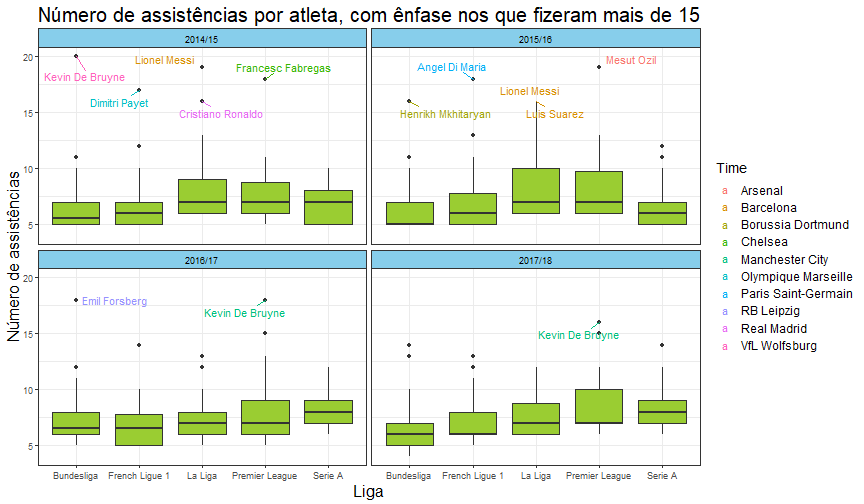 Número de assistências por atleta, com ênfase nos que fizeram mais de 15
2014/15
2015/16
20
15
10
5
Kevin De Bruyne
Dimitri Payet
Lionel Messi
Cristiano Ronaldo
Francesc Fabregas
Angel Di Maria
Henrikh Mkhitaryan
Lionel Messi
Luis Suarez
Mesut Ozil
2016/17
2017/18
20
15
10
5
Emil Forsberg
Kevin De Bruyne
Kevin De Bruyne
Bundesliga
French Ligue 1
La Liga
Premier League
Serie A
Bundesliga
French Ligue 1
La Liga
Premier League
Serie A
Liga
Número de assistências
Time
a Arsenal
a Barcelona
a Borussia Dortmund
a Chelsea
a Manchester City
a Olympique Marseille
a Paris Saint-Germain
a RB Leipzig
a Real Madrid
a VfL Wolfsburg